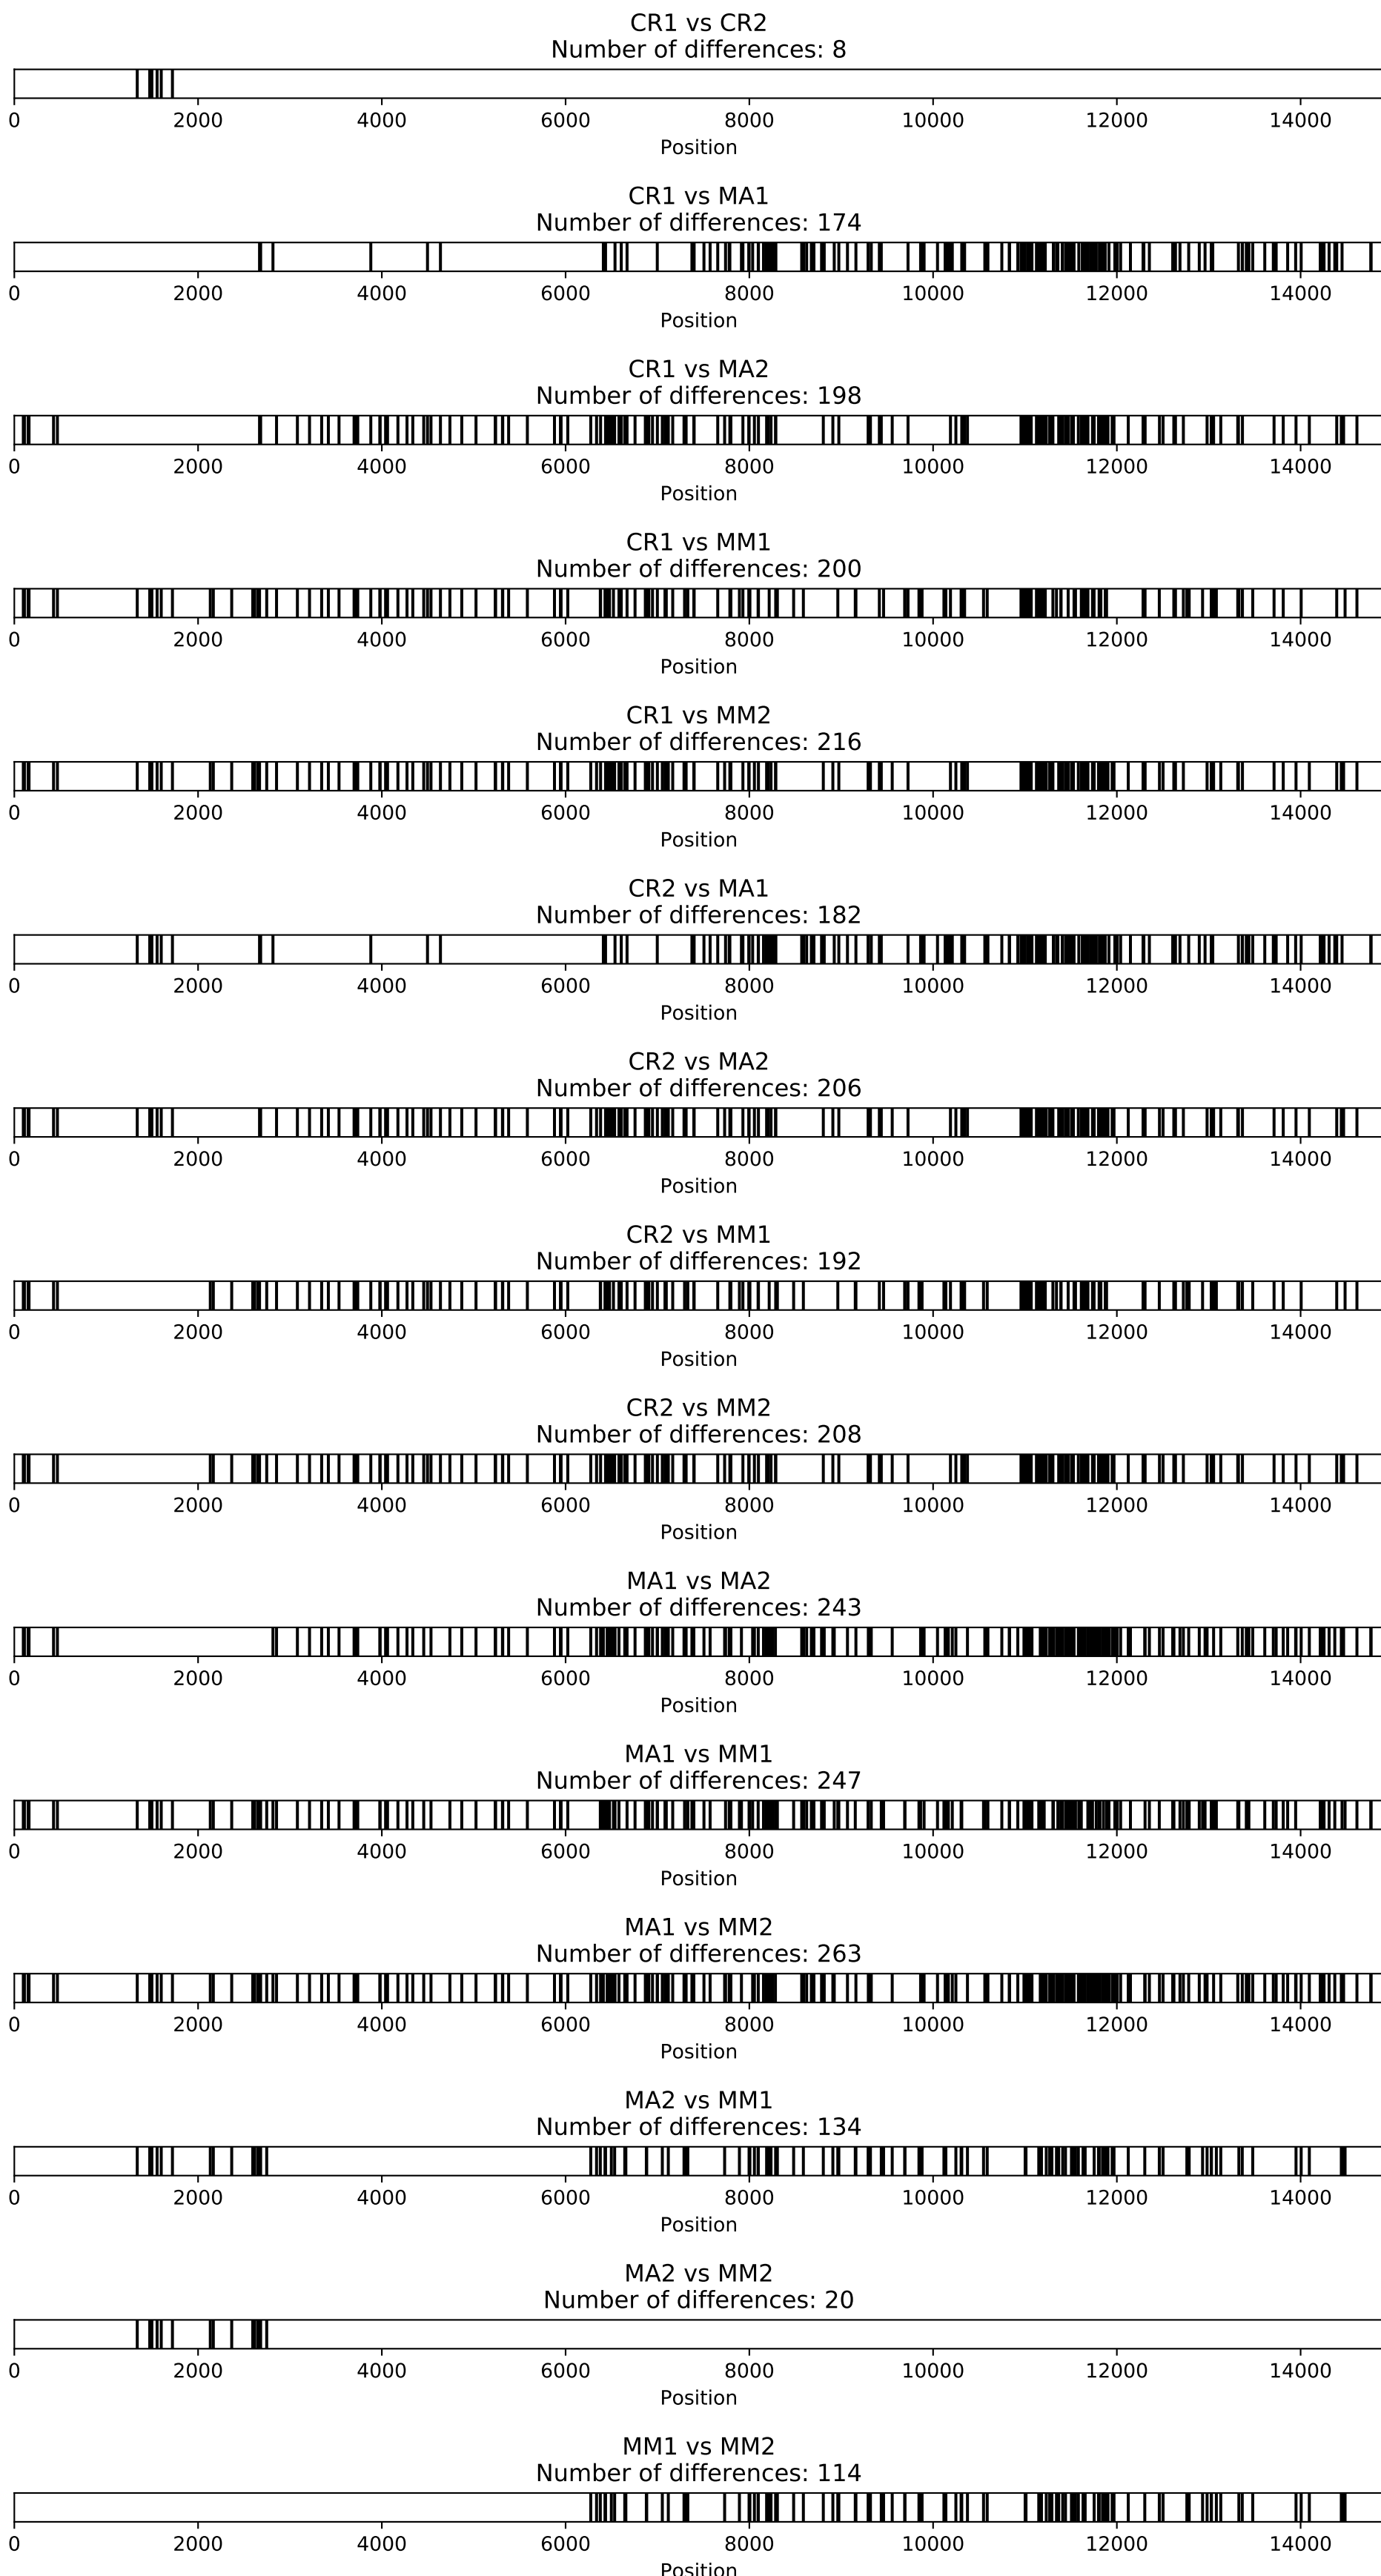 CR1 vs CR2
Number of differences: 8
0 2000 4000 6000 8000 10000 12000 14000
Position
CR1 vs MA1
Number of differences: 174
0 2000 4000 6000 8000 10000 12000 14000
Position
CR1 vs MA2
Number of differences: 198
0 2000 4000 6000 8000 10000 12000 14000
Position
CR1 vs MM1
Number of differences: 200
0 2000 4000 6000 8000 10000 12000 14000
Position
CR1 vs MM2
Number of differences: 216
0 2000 4000 6000 8000 10000 12000 14000
Position
CR2 vs MA1
Number of differences: 182
0 2000 4000 6000 8000 10000 12000 14000
Position
CR2 vs MA2
Number of differences: 206
0 2000 4000 6000 8000 10000 12000 14000
Position
CR2 vs MM1
Number of differences: 192
0 2000 4000 6000 8000 10000 12000 14000
Position
CR2 vs MM2
Number of differences: 208
0 2000 4000 6000 8000 10000 12000 14000
Position
MA1 vs MA2
Number of differences: 243
0 2000 4000 6000 8000 10000 12000 14000
Position
MA1 vs MM1
Number of differences: 247
0 2000 4000 6000 8000 10000 12000 14000
Position
MA1 vs MM2
Number of differences: 263
0 2000 4000 6000 8000 10000 12000 14000
Position
MA2 vs MM1
Number of differences: 134
0 2000 4000 6000 8000 10000 12000 14000
Position
MA2 vs MM2
Number of differences: 20
0 2000 4000 6000 8000 10000 12000 14000
Position
MM1 vs MM2
Number of differences: 114
0 2000 4000 6000 8000 10000 12000 14000
Position